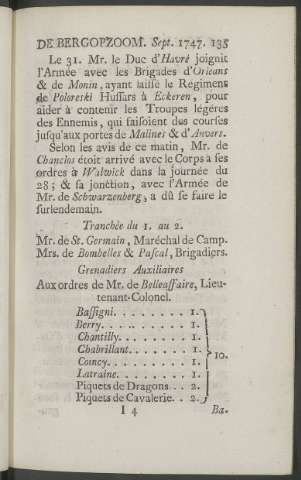 DE BERGOPZOOM. Sept. 1747. 135
Le 31. Mr. le Duc d'Havré joignit
l'Armée avec les Brigades d'Orleans
& de Monin, ayant laissé le Régiment
de Poloreski Hussars à Eckeren, pour
aider à contenir les Troupes légéres
des Ennemis, qui faisoient des courses
jusqu'aux portes de Malines & d'Anvers.
Selon les avis de ce matin, Mr. de
Chanclos étoit arrivé avec le Corps à ses
ordres à Walwick dans la journée du
28; & sa jonction, avec l'Armée de
Mr. de Schwarzenberg, a dû se faire le
surlendemain.
Tranchée du 1. au 2.
Mr. de St. Germain, Maréchal de Camp.
Mrs. de Bombelles & Pascal, Brigadiers.
Grenadiers Auxiliaires
Aux ordres de Mr. de Belleaffaire, Lieu-
tenant-Colonel.
Bassigni. . . . . . . . 1.
Berry. . . . . . . . . 1.
Chantilly. . . . . . . 1.
Chabrillant. . . . . . 1.
Coincy. . . . . . . . 1.
Latraine. . . . . . . 1.
Piquets de Dragons. . . 2.
Piquets de Cavalerie. . 2.
10.
I 4
Ba.